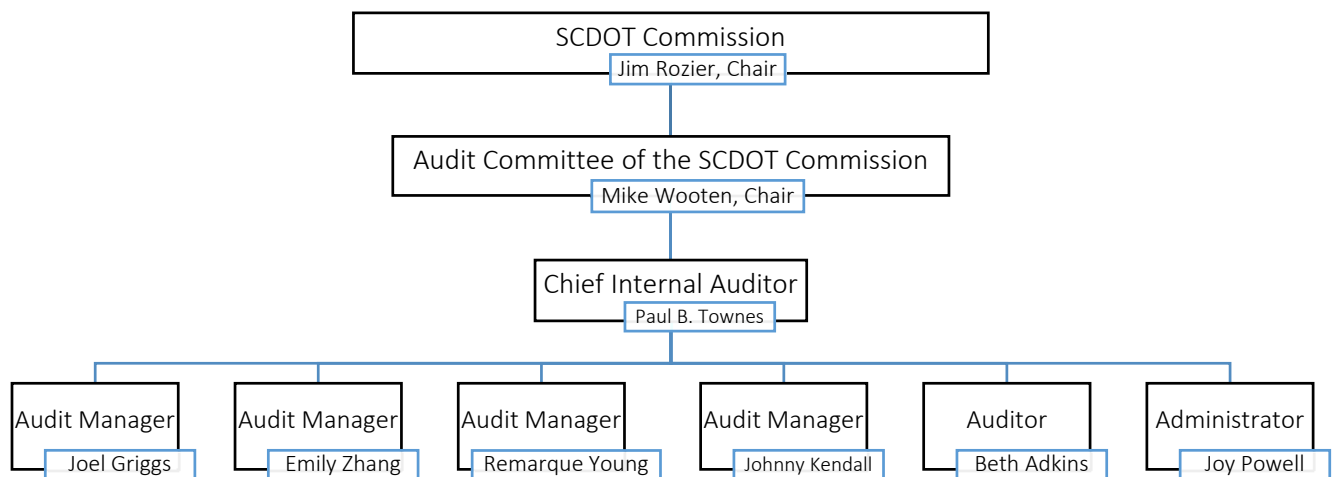 SCDOT Commission
Jim Rozier, Chair
Audit Committee of the SCDOT Commission
Mike Wooten, Chair
Chief Internal Auditor
Paul B. Townes
Audit Manager
Joel Griggs
Audit Manager
Emily Zhang
Audit Manager
Remarque Young
Audit Manager
Johnny Kendall
Auditor
Beth Adkins
Administrator
Joy Powell